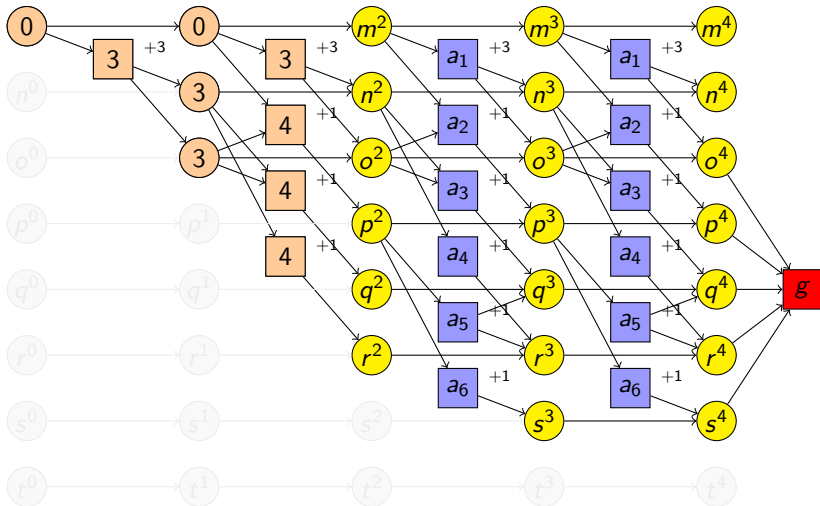 0 0 m² m³ m⁴
+3 +3 +3 +3
3 3 a₁ a₁
n⁰ 3 n² n³ n⁴
4 +1 a₂ +1 a₂ +1
o⁰ 3 o² o³ o⁴
4 +1 a₃ +1 a₃ +1
p⁰ p¹ p² p³ p⁴
4 +1 a₄ +1 a₄ +1
q⁰ q¹ q² q³ q⁴ g
a₅ +1 a₅ +1
r⁰ r¹ r² r³ r⁴
a₆ +1 a₆ +1
s⁰ s¹ s² s³ s⁴
t⁰ t¹ t² t³ t⁴